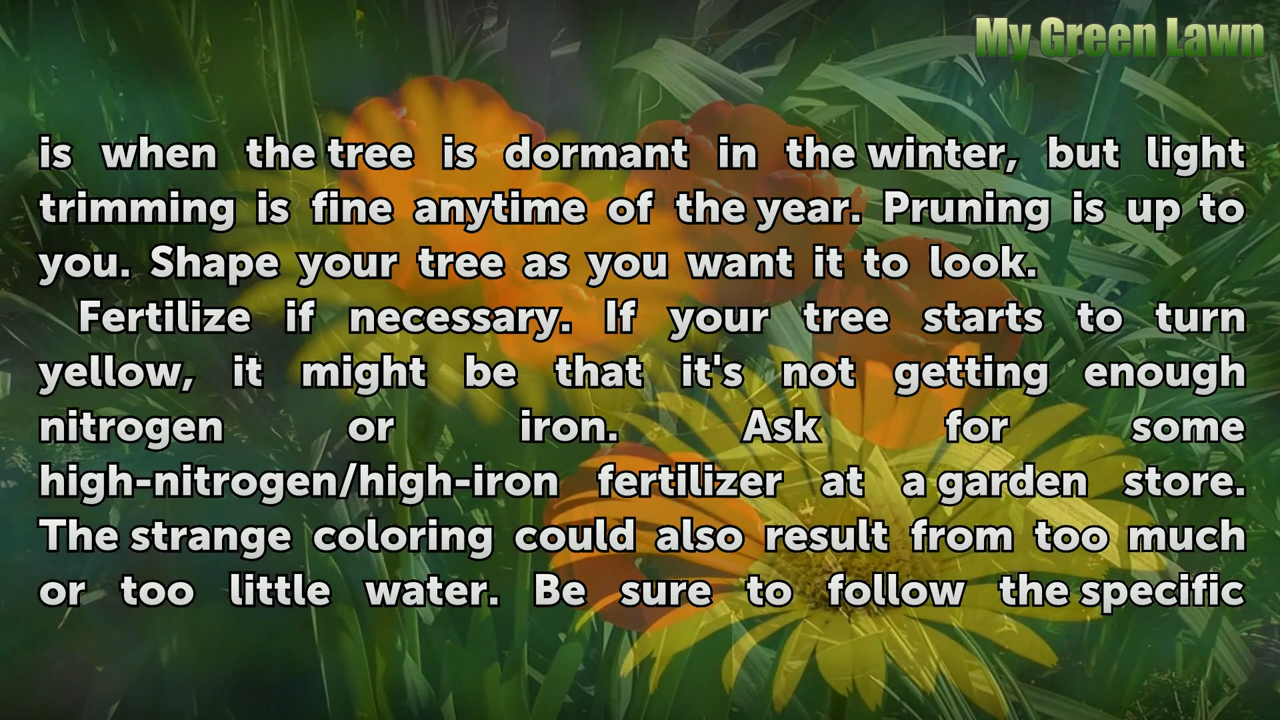 My Green Lawn
is when the tree is dormant in the winter, but light
trimming is fine anytime of the year. Pruning is up to
you. Shape your tree as you want it to look.
Fertilize if necessary. If your tree starts to turn
yellow, it might be that it's not getting enough
nitrogen or iron. Ask for some
high-nitrogen/high-iron fertilizer at a garden store.
The strange coloring could also result from too much
or too little water. Be sure to follow the specific